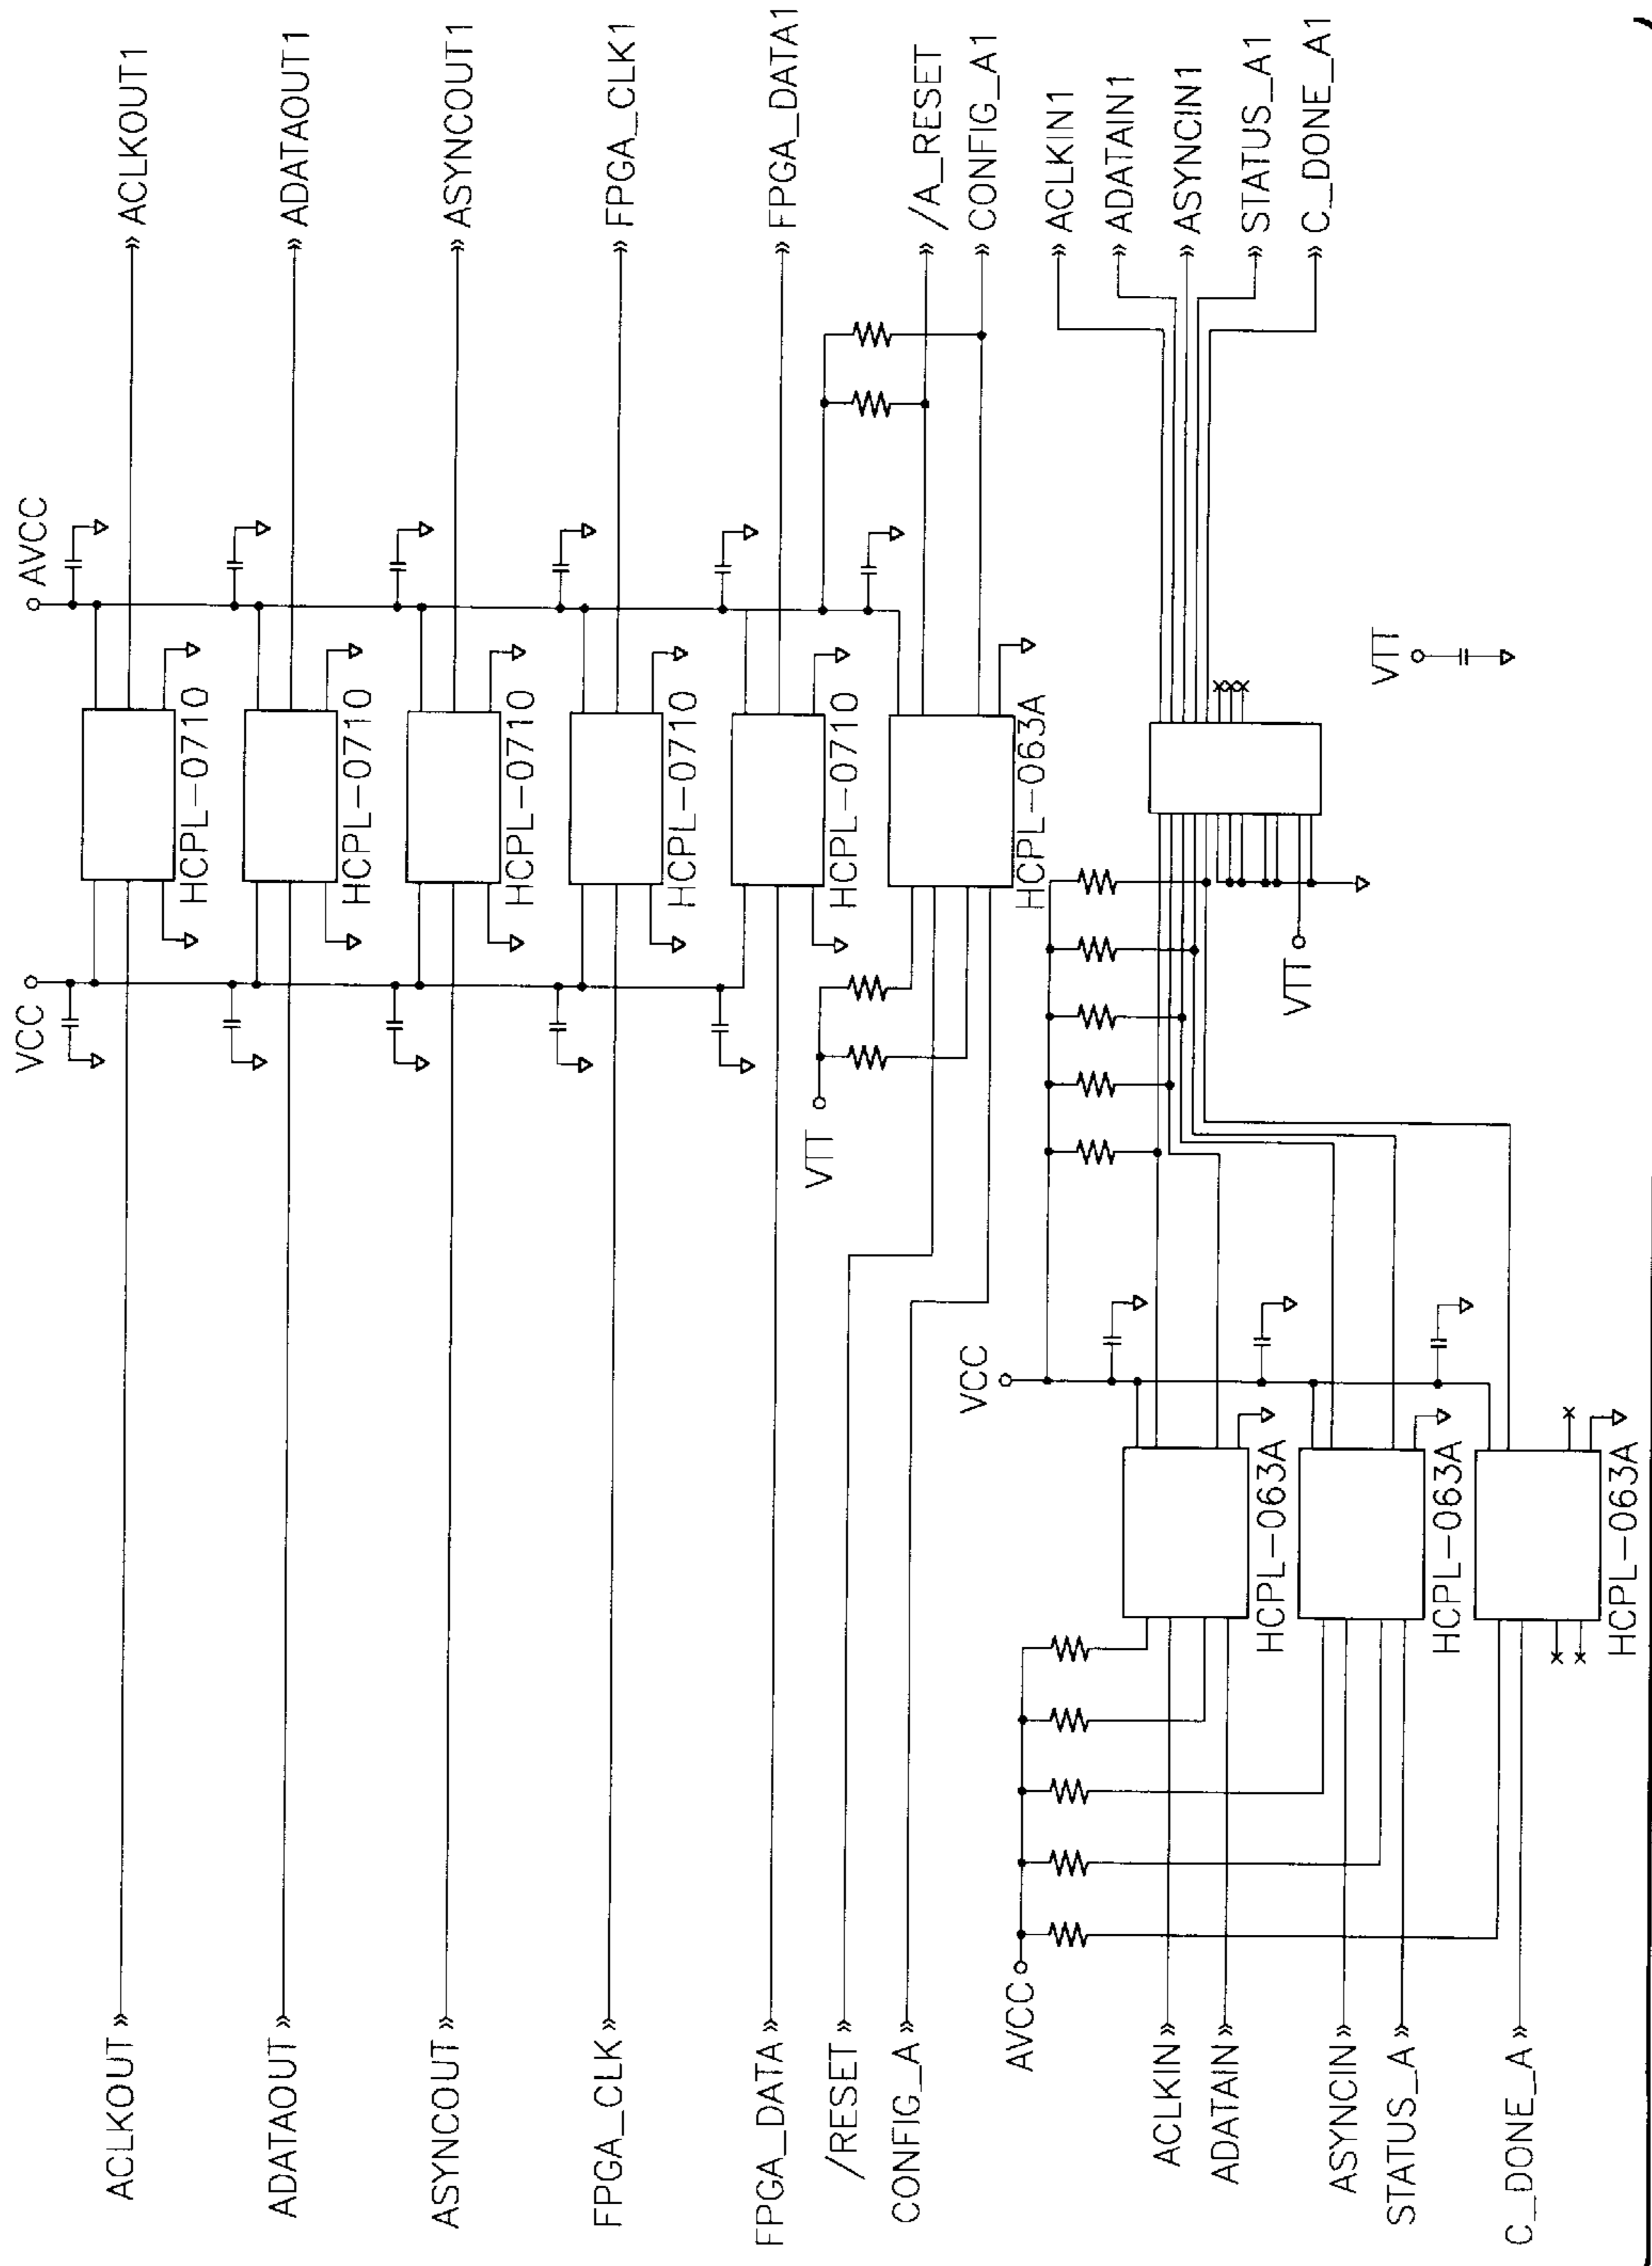 VCC
AVCC
ACLKOUT
HCPL-0710
ACLKOUT1
ADATAOUT
HCPL-0710
ADATAOUT1
ASYNCOUT
HCPL-0710
ASYNCOUT1
FPGA_CLK
HCPL-0710
FPGA_CLK1
FPGA_DATA
HCPL-0710
FPGA_DATA1
VTT
/RESET
/A_RESET
CONFIG_A
HCPL-063A
CONFIG_A1
AVCC
VCC
ACLKIN
ACLKIN1
ADATAIN
HCPL-063A
ADATAIN1
ASYNCIN
ASYNCIN1
STATUS_A
HCPL-063A
STATUS_A1
VTT
C_DONE_A
HCPL-063A
C_DONE_A1
VTT